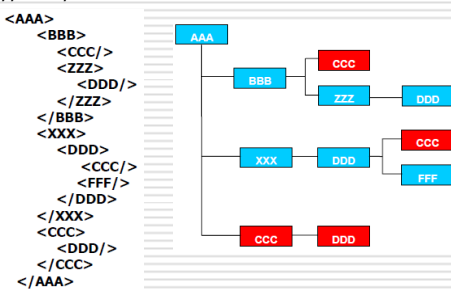 <AAA>
<BBB>
<CCC/>
<ZZZ>
<DDD/>
</ZZZ>
</BBB>
<XXX>
<DDD>
<CCC/>
<FFF/>
</DDD>
</XXX>
<CCC>
<DDD/>
</CCC>
</AAA>
AAA
CCC
BBB
ZZZ DDD
CCC
XXX DDD
FFF
CCC DDD